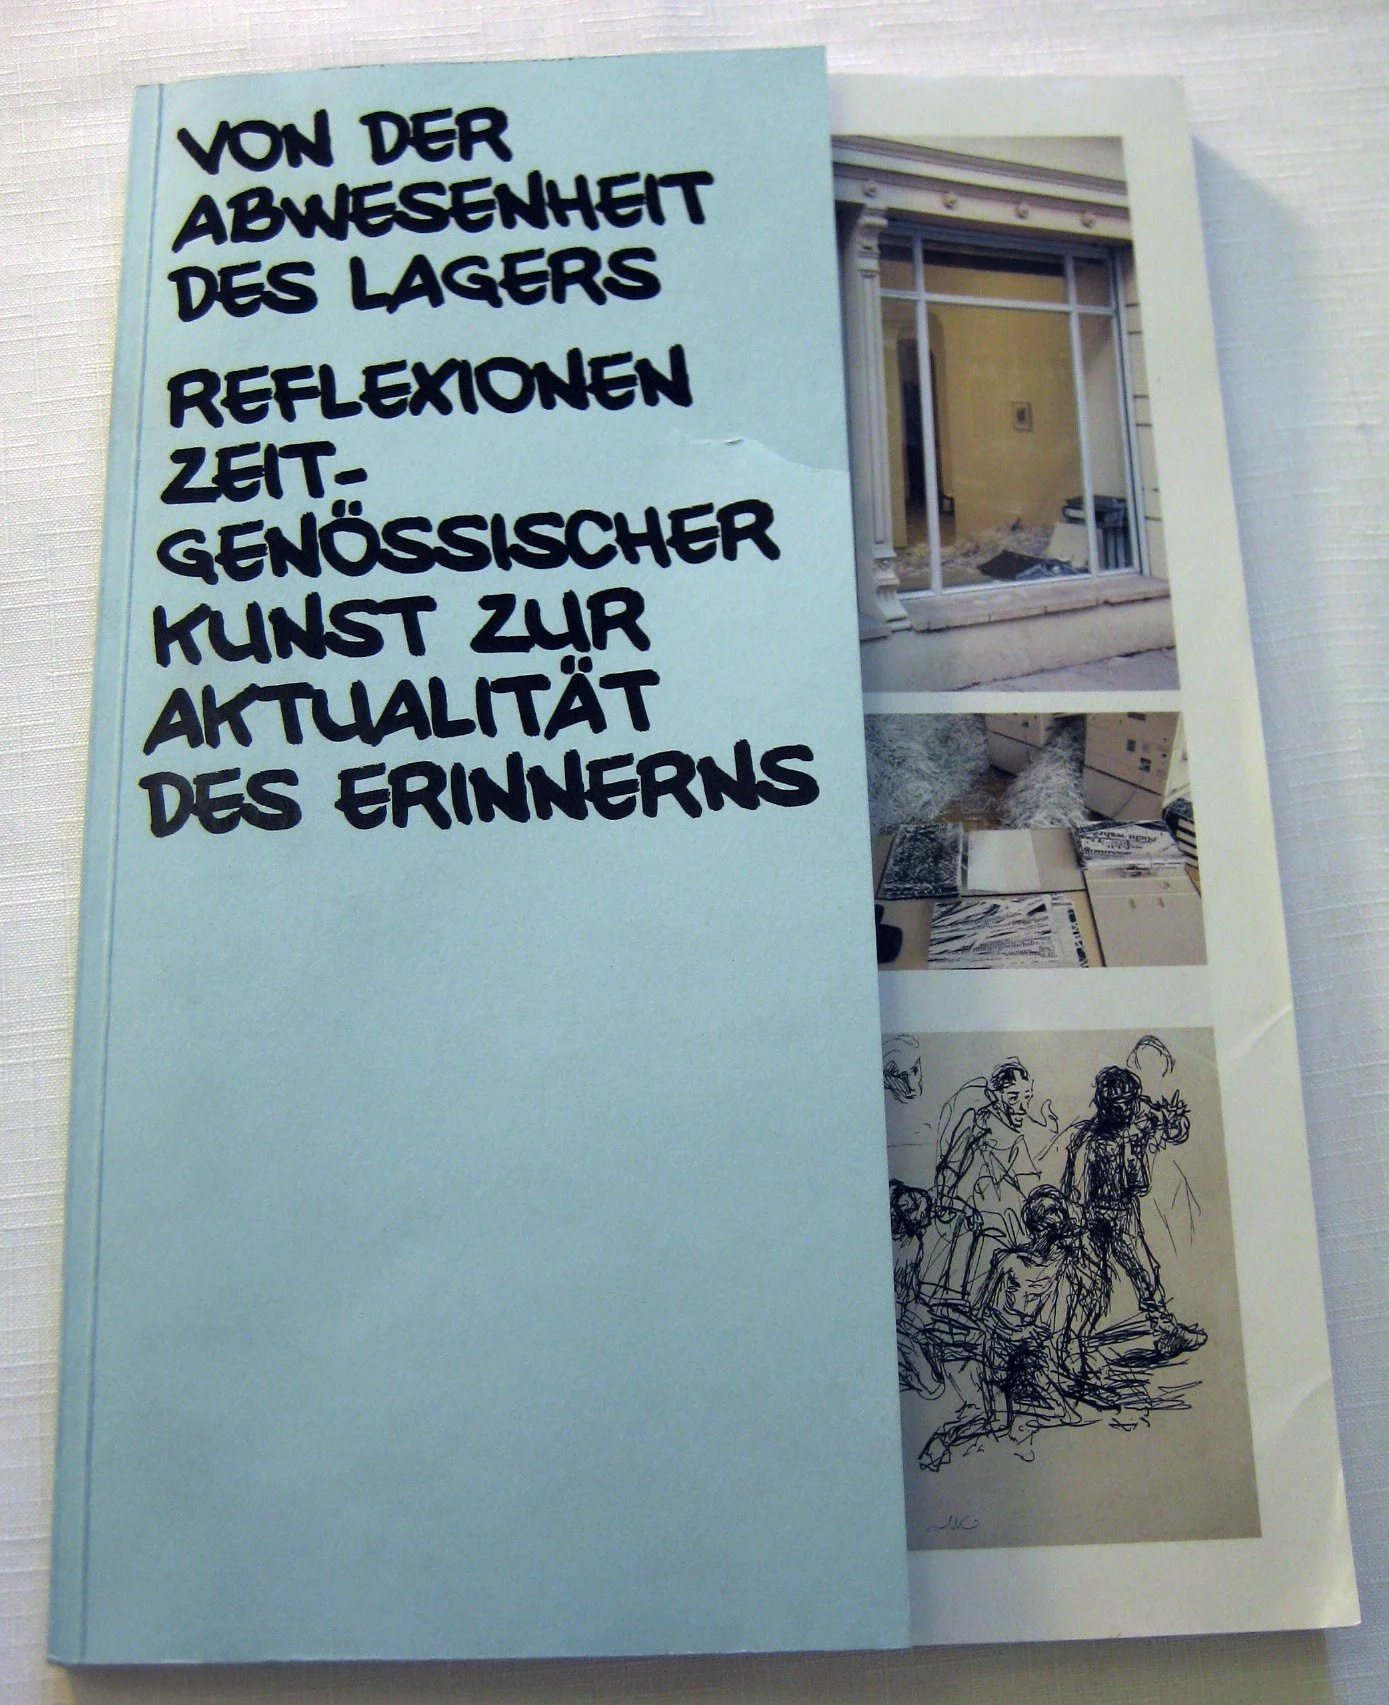 VON DER
ABWESENHEIT
DES LAGERS
REFLEXIONEN
ZEIT-
GENÖSSISCHER
KUNST ZUR
AKTUALITÄT
DES ERINNERNS